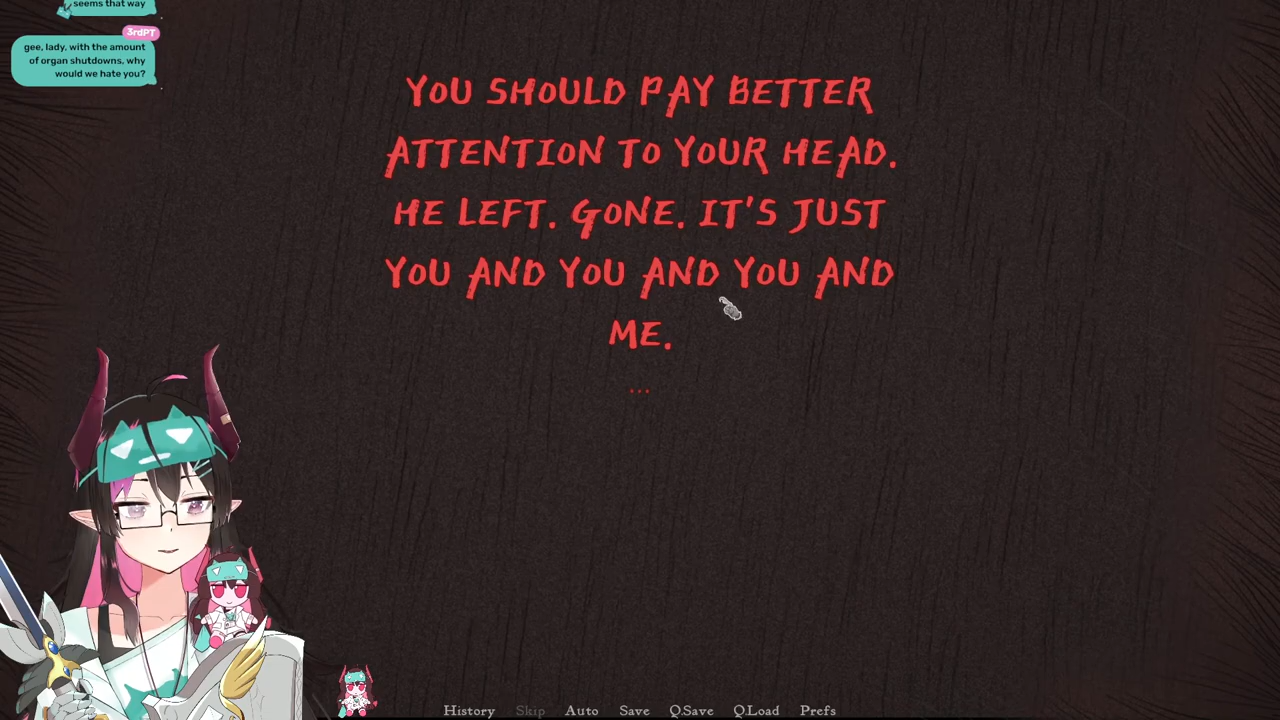 seems that way
3rdPT
gee, lady, with the amount
of organ shutdowns, why
would we hate you?
YOU SHOULD PAY BETTER
ATTENTION TO YOUR HEAD.
HE LEFT. GONE. IT'S JUST
YOU AND YOU AND YOU AND
ME.
...
History Skip Auto Save Q.Save Q.Load Prefs